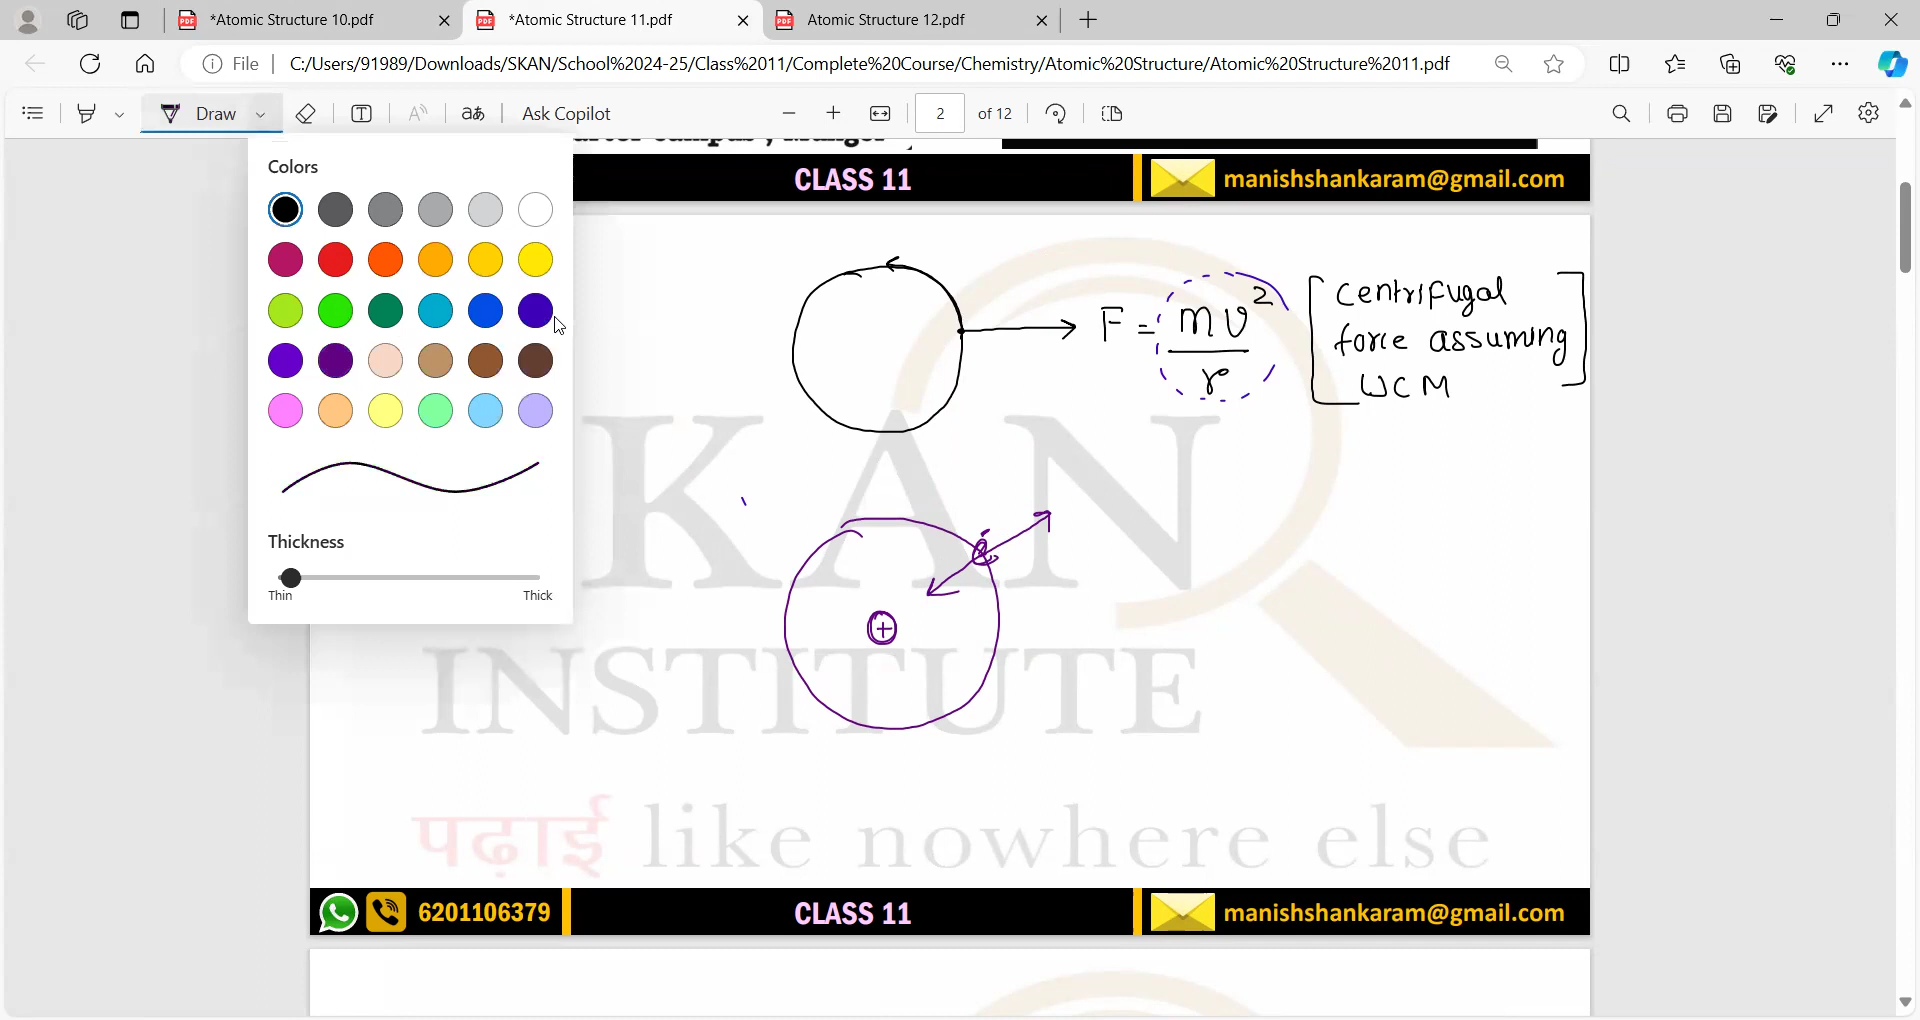 *Atomic Structure 10.pdf
*Atomic Structure 11.pdf
Atomic Structure 12.pdf
File
C:/Users/91989/Downloads/SKAN/School%2024-25/Class%2011/Complete%20Course/Chemistry/Atomic%20Structure/Atomic%20Structure%2011.pdf
Draw
Ask Copilot
2 of 12
Colors
Thickness
Thin Thick
CLASS 11
manishshankaram@gmail.com
F = mv²/r
centrifugal
force assuming
UCM
e⁻
+
SKAN
INSTITUTE
पढ़ाई like nowhere else
6201106379
CLASS 11
manishshankaram@gmail.com